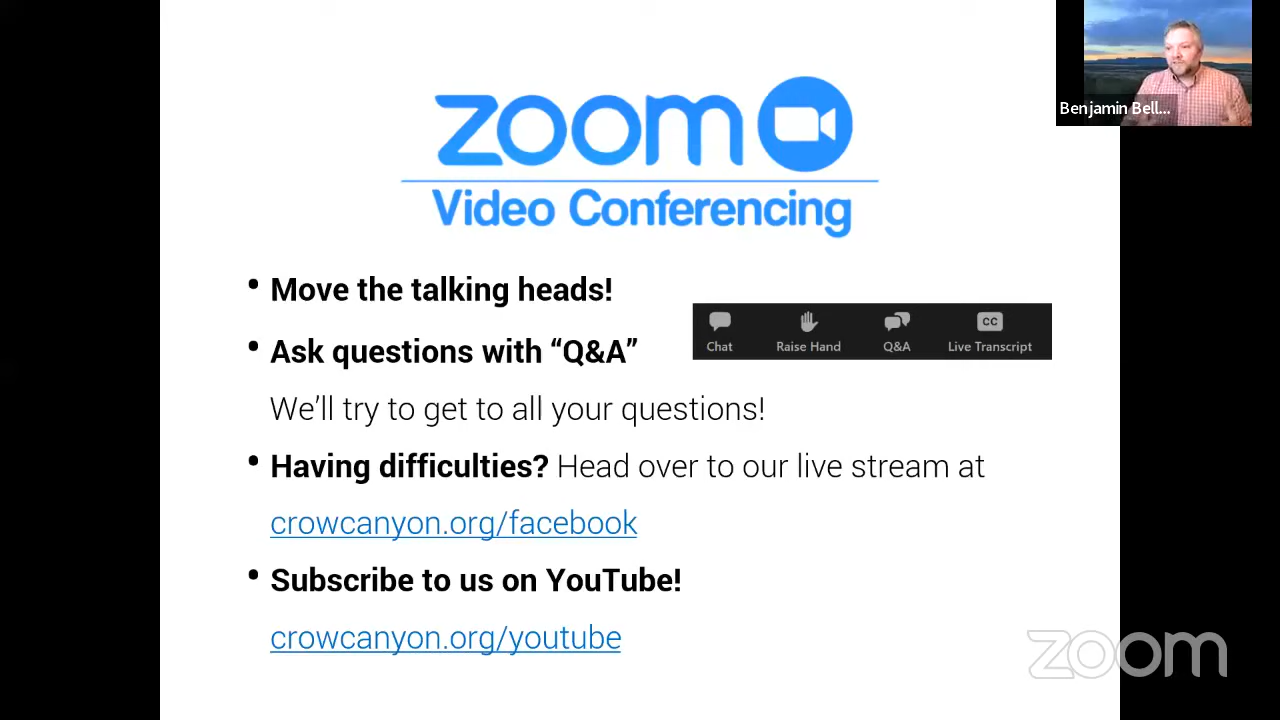 zoom
Video Conferencing
Benjamin Bell...
• Move the talking heads!
• Ask questions with “Q&A”
Chat Raise Hand Q&A CC Live Transcript
We’ll try to get to all your questions!
• Having difficulties? Head over to our live stream at
crowcanyon.org/facebook
• Subscribe to us on YouTube!
crowcanyon.org/youtube
zoom